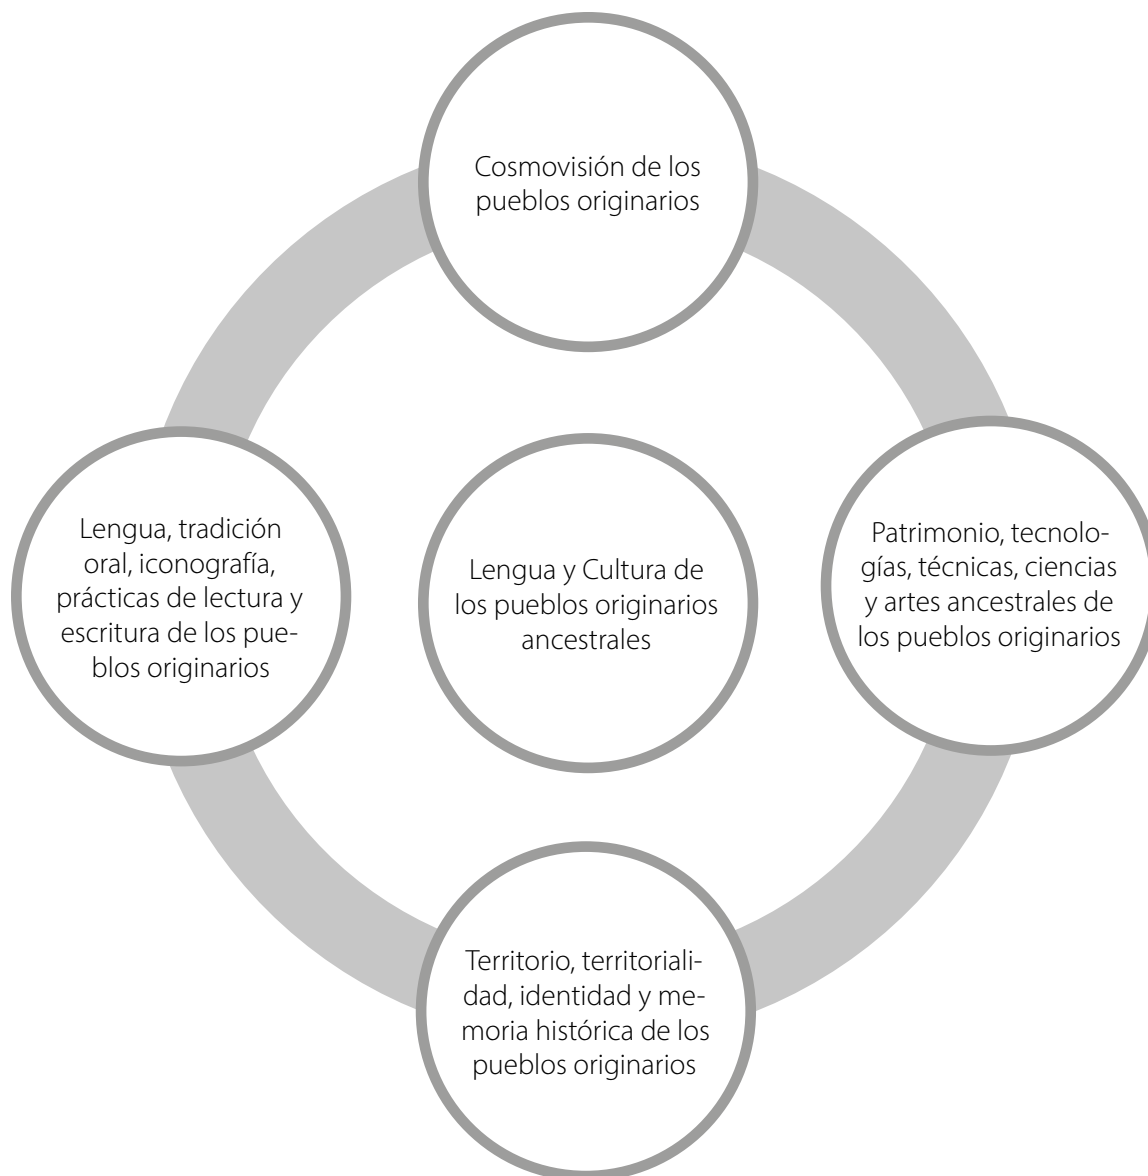 Cosmovisión de los
pueblos originarios
Lengua, tradición
oral, iconografía,
prácticas de lectura y
escritura de los pue-
blos originarios
Lengua y Cultura de
los pueblos originarios
ancestrales
Patrimonio, tecnolo-
gías, técnicas, ciencias
y artes ancestrales de
los pueblos originarios
Territorio, territoriali-
dad, identidad y me-
moria histórica de los
pueblos originarios